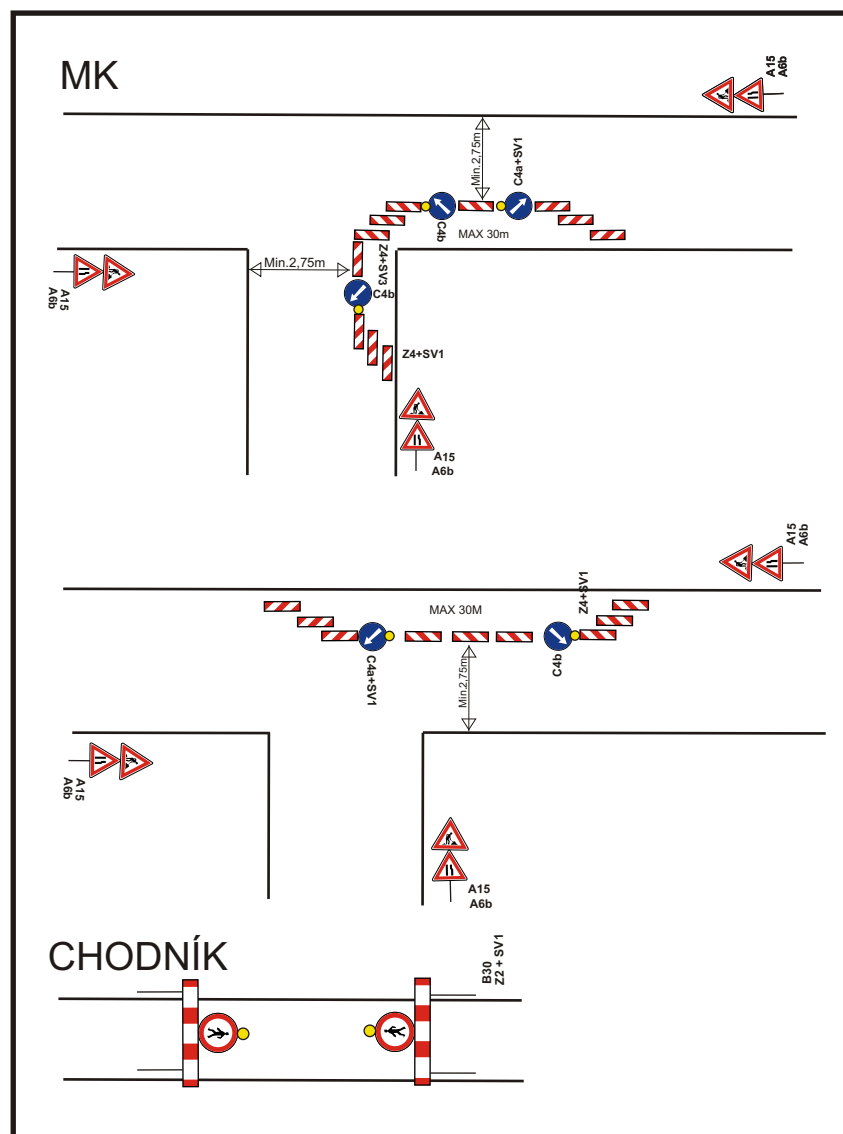 MK
A15
A6b
Min.2,75m
C4a+SV1
C4b
MAX 30m
Min.2,75m
Z4+SV3
C4b
A15
A6b
Z4+SV1
A15
A6b
A15
A6b
MAX 30M
Z4+SV1
C4a+SV1
Min.2,75m
C4b
A15
A6b
A15
A6b
CHODNÍK
B30
Z2 + SV1